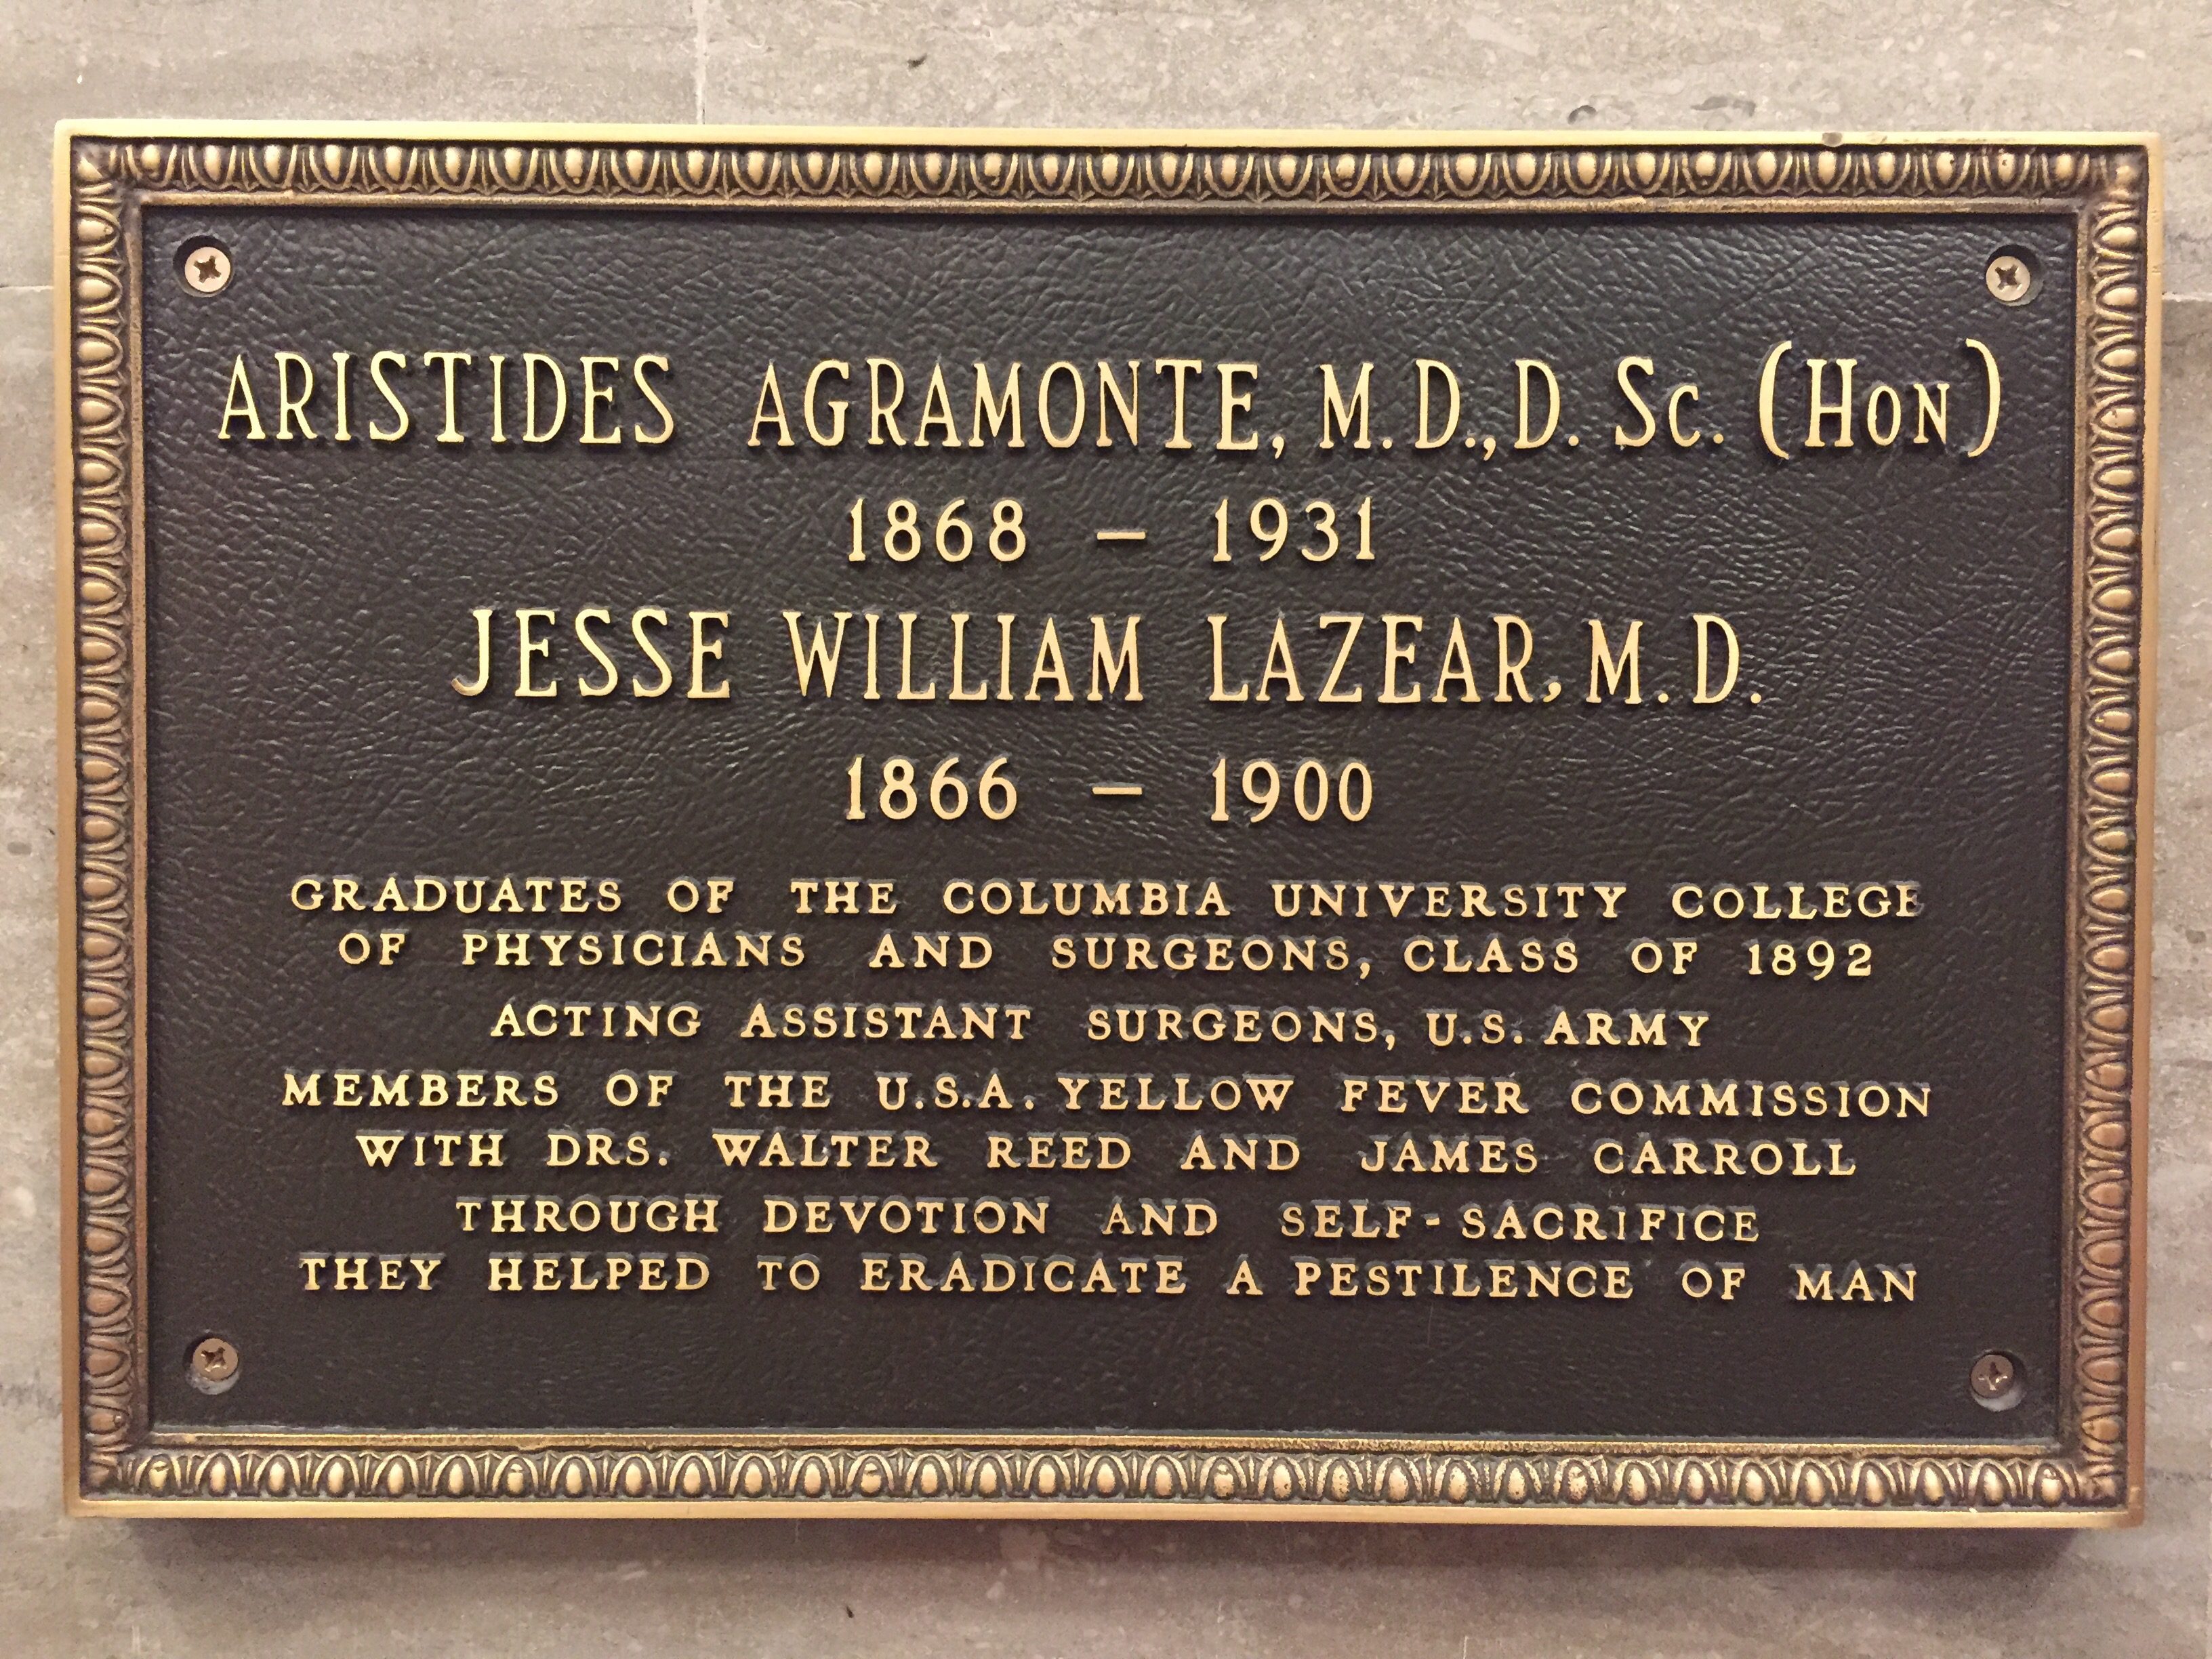 ARISTIDES AGRAMONTE, M.D., D. Sc. (Hon)
1868 – 1931
JESSE WILLIAM LAZEAR, M.D.
1866 – 1900
GRADUATES OF THE COLUMBIA UNIVERSITY COLLEGE
OF PHYSICIANS AND SURGEONS, CLASS OF 1892
ACTING ASSISTANT SURGEONS, U.S. ARMY
MEMBERS OF THE U.S.A. YELLOW FEVER COMMISSION
WITH DRS. WALTER REED AND JAMES CARROLL
THROUGH DEVOTION AND SELF-SACRIFICE
THEY HELPED TO ERADICATE A PESTILENCE OF MAN